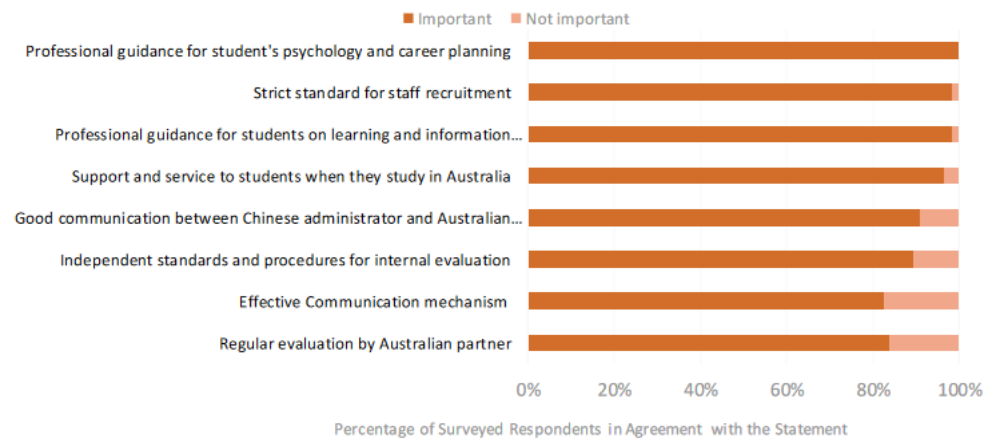 Important Not important
Professional guidance for student's psychology and career planning
Strict standard for staff recruitment
Professional guidance for students on learning and information...
Support and service to students when they study in Australia
Good communication between Chinese administrator and Australian...
Independent standards and procedures for internal evaluation
Effective Communication mechanism
Regular evaluation by Australian partner
0% 20% 40% 60% 80% 100%
Percentage of Surveyed Respondents in Agreement with the Statement